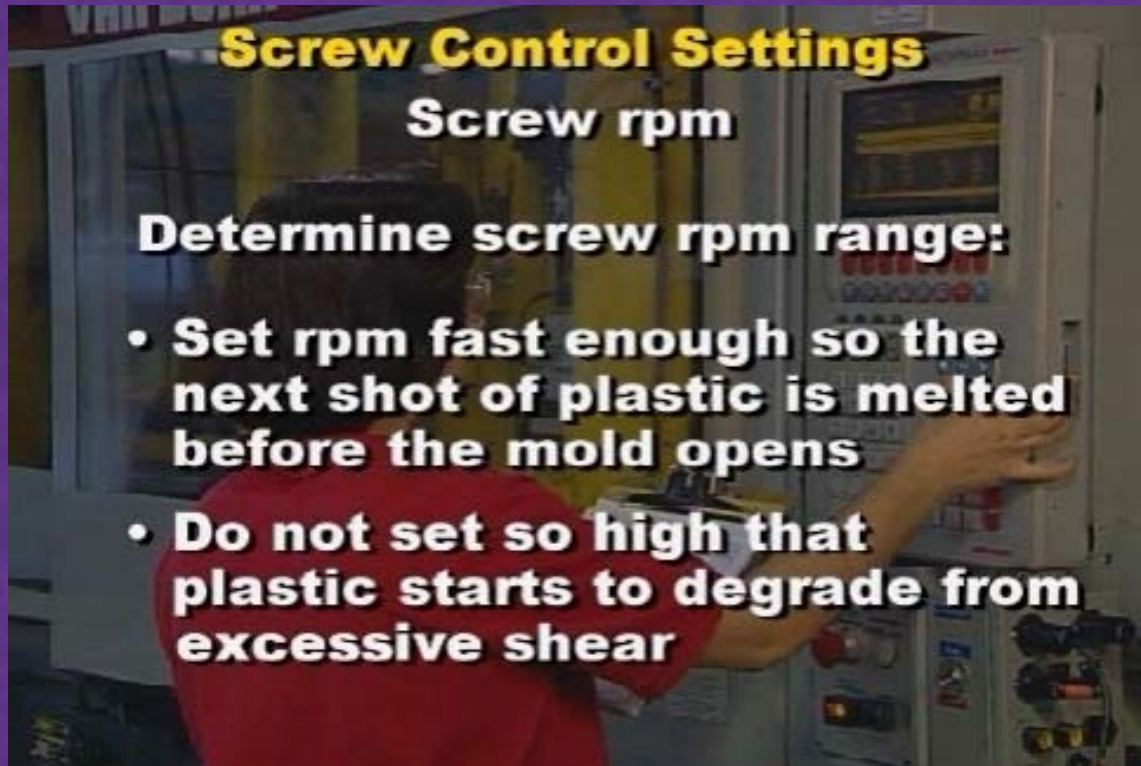 Screw Control Settings
Screw rpm
Determine screw rpm range:
• Set rpm fast enough so the
next shot of plastic is melted
before the mold opens
• Do not set so high that
plastic starts to degrade from
excessive shear